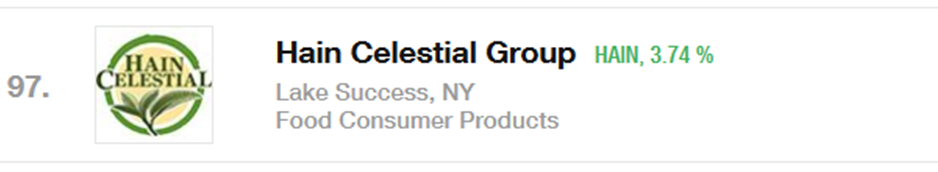 97.
HAIN
CELESTIAL
Hain Celestial Group HAIN, 3.74 %
Lake Success, NY
Food Consumer Products